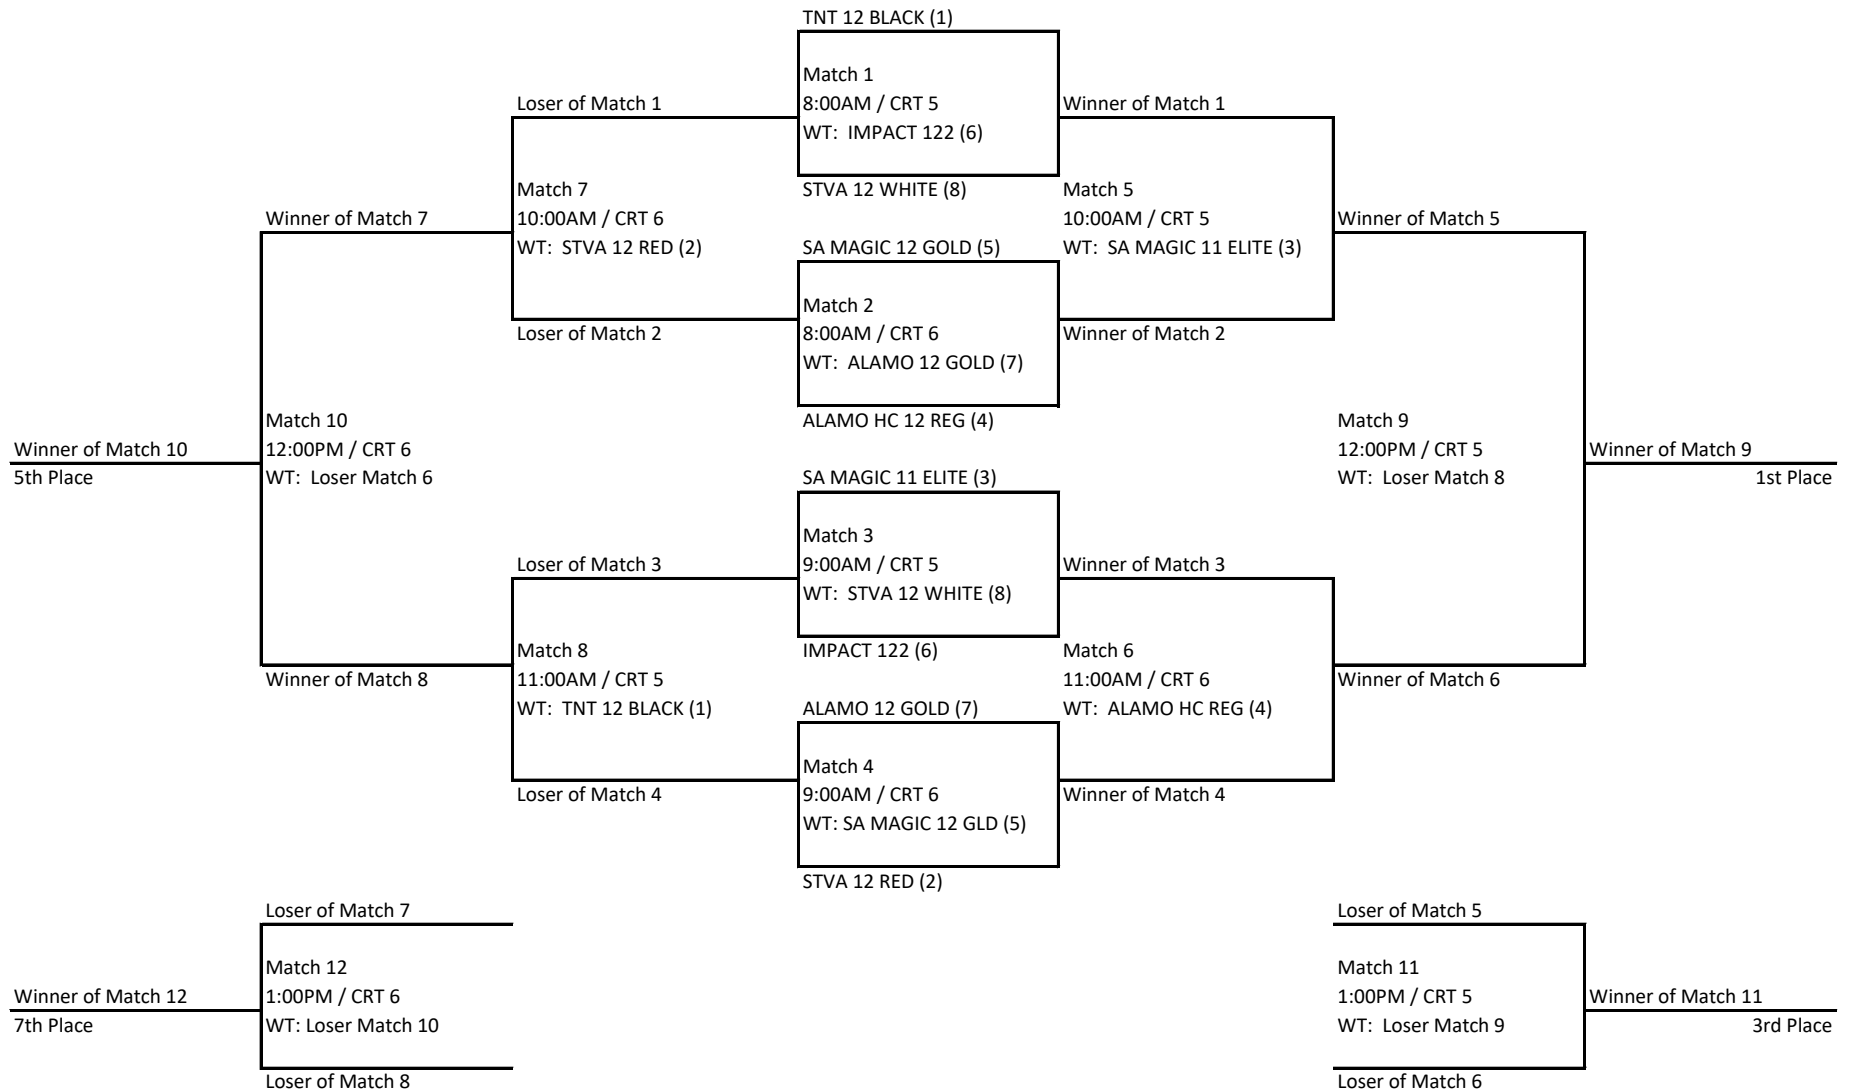 TNT 12 BLACK (1)
Match 1
Loser of Match 1
8:00AM / CRT 5
Winner of Match 1
WT:  IMPACT 122 (6)
Match 7
STVA 12 WHITE (8)
Match 5
Winner of Match 7
10:00AM / CRT 6
10:00AM / CRT 5
Winner of Match 5
WT:  STVA 12 RED (2)
SA MAGIC 12 GOLD (5)
WT:  SA MAGIC 11 ELITE (3)
Match 2
Loser of Match 2
8:00AM / CRT 6
Winner of Match 2
WT:  ALAMO 12 GOLD (7)
Match 10
ALAMO HC 12 REG (4)
Match 9
Winner of Match 10
12:00PM / CRT 6
12:00PM / CRT 5
Winner of Match 9
5th Place
WT:  Loser Match 6
SA MAGIC 11 ELITE (3)
WT:  Loser Match 8
1st Place
Match 3
Loser of Match 3
9:00AM / CRT 5
Winner of Match 3
WT:  STVA 12 WHITE (8)
Match 8
IMPACT 122 (6)
Match 6
Winner of Match 8
11:00AM / CRT 5
11:00AM / CRT 6
Winner of Match 6
WT:  TNT 12 BLACK (1)
ALAMO 12 GOLD (7)
WT:  ALAMO HC REG (4)
Match 4
Loser of Match 4
9:00AM / CRT 6
Winner of Match 4
WT: SA MAGIC 12 GLD (5)
STVA 12 RED (2)
Loser of Match 7
Loser of Match 5
Match 12
Match 11
Winner of Match 12
1:00PM / CRT 6
1:00PM / CRT 5
Winner of Match 11
7th Place
WT: Loser Match 10
WT:  Loser Match 9
3rd Place
Loser of Match 8
Loser of Match 6